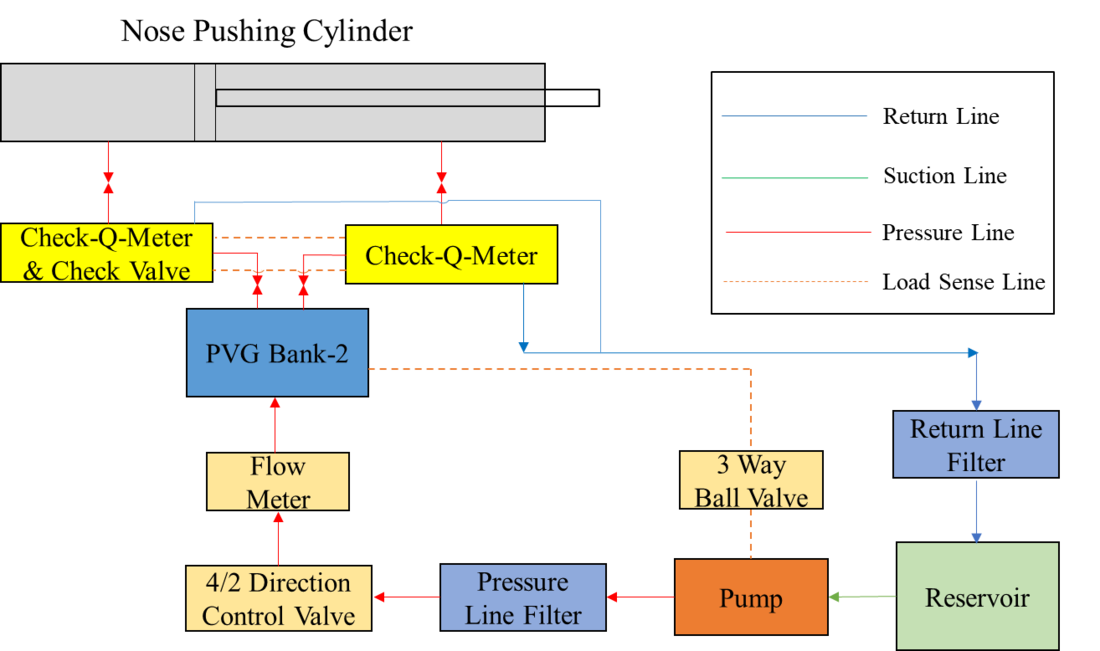 Nose Pushing Cylinder
Return Line
Suction Line
Pressure Line
Load Sense Line
Check-Q-Meter
& Check Valve
Check-Q-Meter
PVG Bank-2
Return Line
Filter
3 Way
Ball Valve
Flow
Meter
4/2 Direction
Control Valve
Pressure
Line Filter
Pump
Reservoir